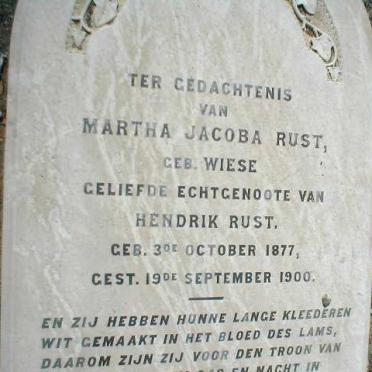 TER GEDACHTENIS
VAN
MARTHA JACOBA RUST,
GEB. WIESE
GELIEFDE ECHTGENOOTE VAN
HENDRIK RUST.
GEB. 3DE OCTOBER 1877,
GEST. 19DE SEPTEMBER 1900.
EN ZIJ HEBBEN HUNNE LANGE KLEEDEREN
WIT GEMAAKT IN HET BLOED DES LAMS,
DAAROM ZIJN ZIJ VOOR DEN TROON VAN
EN NACHT IN